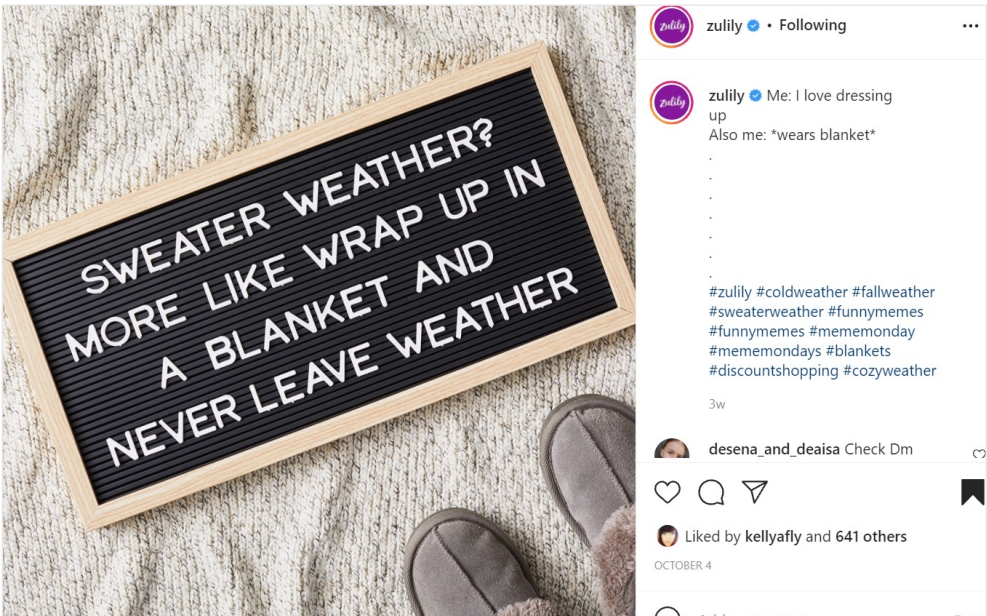 SWEATER WEATHER?
MORE LIKE WRAP UP IN
A BLANKET AND
NEVER LEAVE WEATHER
zulily
zulily • Following
zulily
zulily Me: I love dressing
up
Also me: *wears blanket*
.
.
.
.
.
.
.
#zulily #coldweather #fallweather
#sweaterweather #funnymemes
#funnymemes #mememonday
#mememondays #blankets
#discountshopping #cozyweather
3w
desena_and_deaisa Check Dm
Liked by kellyafly and 641 others
OCTOBER 4